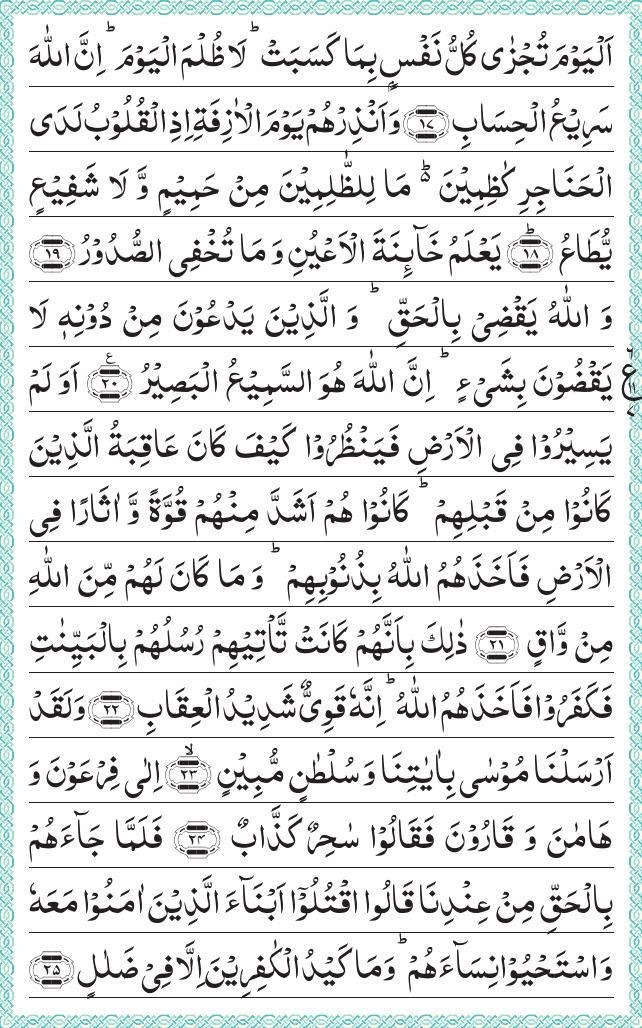 اَلۡيَوۡمَ تُجۡزٰى كُلُّ نَفۡسٍۢ بِمَا كَسَبَتۡ ؕ لَا ظُلۡمَ الۡيَوۡمَ ؕ اِنَّ اللّٰهَ
سَرِيۡعُ الۡحِسَابِ ﴿۱۷﴾ وَاَنۡذِرۡهُمۡ يَوۡمَ الۡاٰزِفَةِ اِذِ الۡقُلُوۡبُ لَدَى
الۡحَنَاجِرِ كٰظِمِيۡنَ ؕ مَا لِلظّٰلِمِيۡنَ مِنۡ حَمِيۡمٍ وَّ لَا شَفِيۡعٍ
يُّطَاعُ ؕ ﴿۱۸﴾ يَعۡلَمُ خَآٮِٕنَةَ الۡاَعۡيُنِ وَ مَا تُخۡفِى الصُّدُوۡرُ ﴿۱۹﴾
وَ اللّٰهُ يَقۡضِىۡ بِالۡحَقِّ ؕ وَ الَّذِيۡنَ يَدۡعُوۡنَ مِنۡ دُوۡنِهٖ لَا
يَقۡضُوۡنَ بِشَىۡءٍ ؕ اِنَّ اللّٰهَ هُوَ السَّمِيۡعُ الۡبَصِيۡرُ ﴿۲۰﴾ اَوَ لَمۡ
يَسِيۡرُوۡا فِى الۡاَرۡضِ فَيَنۡظُرُوۡا كَيۡفَ كَانَ عَاقِبَةُ الَّذِيۡنَ
كَانُوۡا مِنۡ قَبۡلِهِمۡ ؕ كَانُوۡا هُمۡ اَشَدَّ مِنۡهُمۡ قُوَّةً وَّ اٰثَارًا فِى
الۡاَرۡضِ فَاَخَذَهُمُ اللّٰهُ بِذُنُوۡبِهِمۡ ؕ وَ مَا كَانَ لَهُمۡ مِّنَ اللّٰهِ
مِنۡ وَّاقٍ ﴿۲۱﴾ ذٰلِكَ بِاَنَّهُمۡ كَانَتۡ تَّاۡتِيۡهِمۡ رُسُلُهُمۡ بِالۡبَيِّنٰتِ
فَكَفَرُوۡا فَاَخَذَهُمُ اللّٰهُ ؕ اِنَّهٗ قَوِىٌّ شَدِيۡدُ الۡعِقَابِ ﴿۲۲﴾ وَلَقَدۡ
اَرۡسَلۡنَا مُوۡسٰى بِاٰيٰتِنَا وَ سُلۡطٰنٍ مُّبِيۡنٍ ۙ ﴿۲۳﴾ اِلٰى فِرۡعَوۡنَ وَ
هَامٰنَ وَ قَارُوۡنَ فَقَالُوۡا سٰحِرٌ كَذَّابٌ ﴿۲۴﴾ فَلَمَّا جَآءَهُمۡ
بِالۡحَقِّ مِنۡ عِنۡدِنَا قَالُوا اقۡتُلُوۡۤا اَبۡنَآءَ الَّذِيۡنَ اٰمَنُوۡا مَعَهٗ
وَاسۡتَحۡيُوۡا نِسَآءَهُمۡ ؕ وَمَا كَيۡدُ الۡكٰفِرِيۡنَ اِلَّا فِىۡ ضَلٰلٍ ﴿۲۵﴾